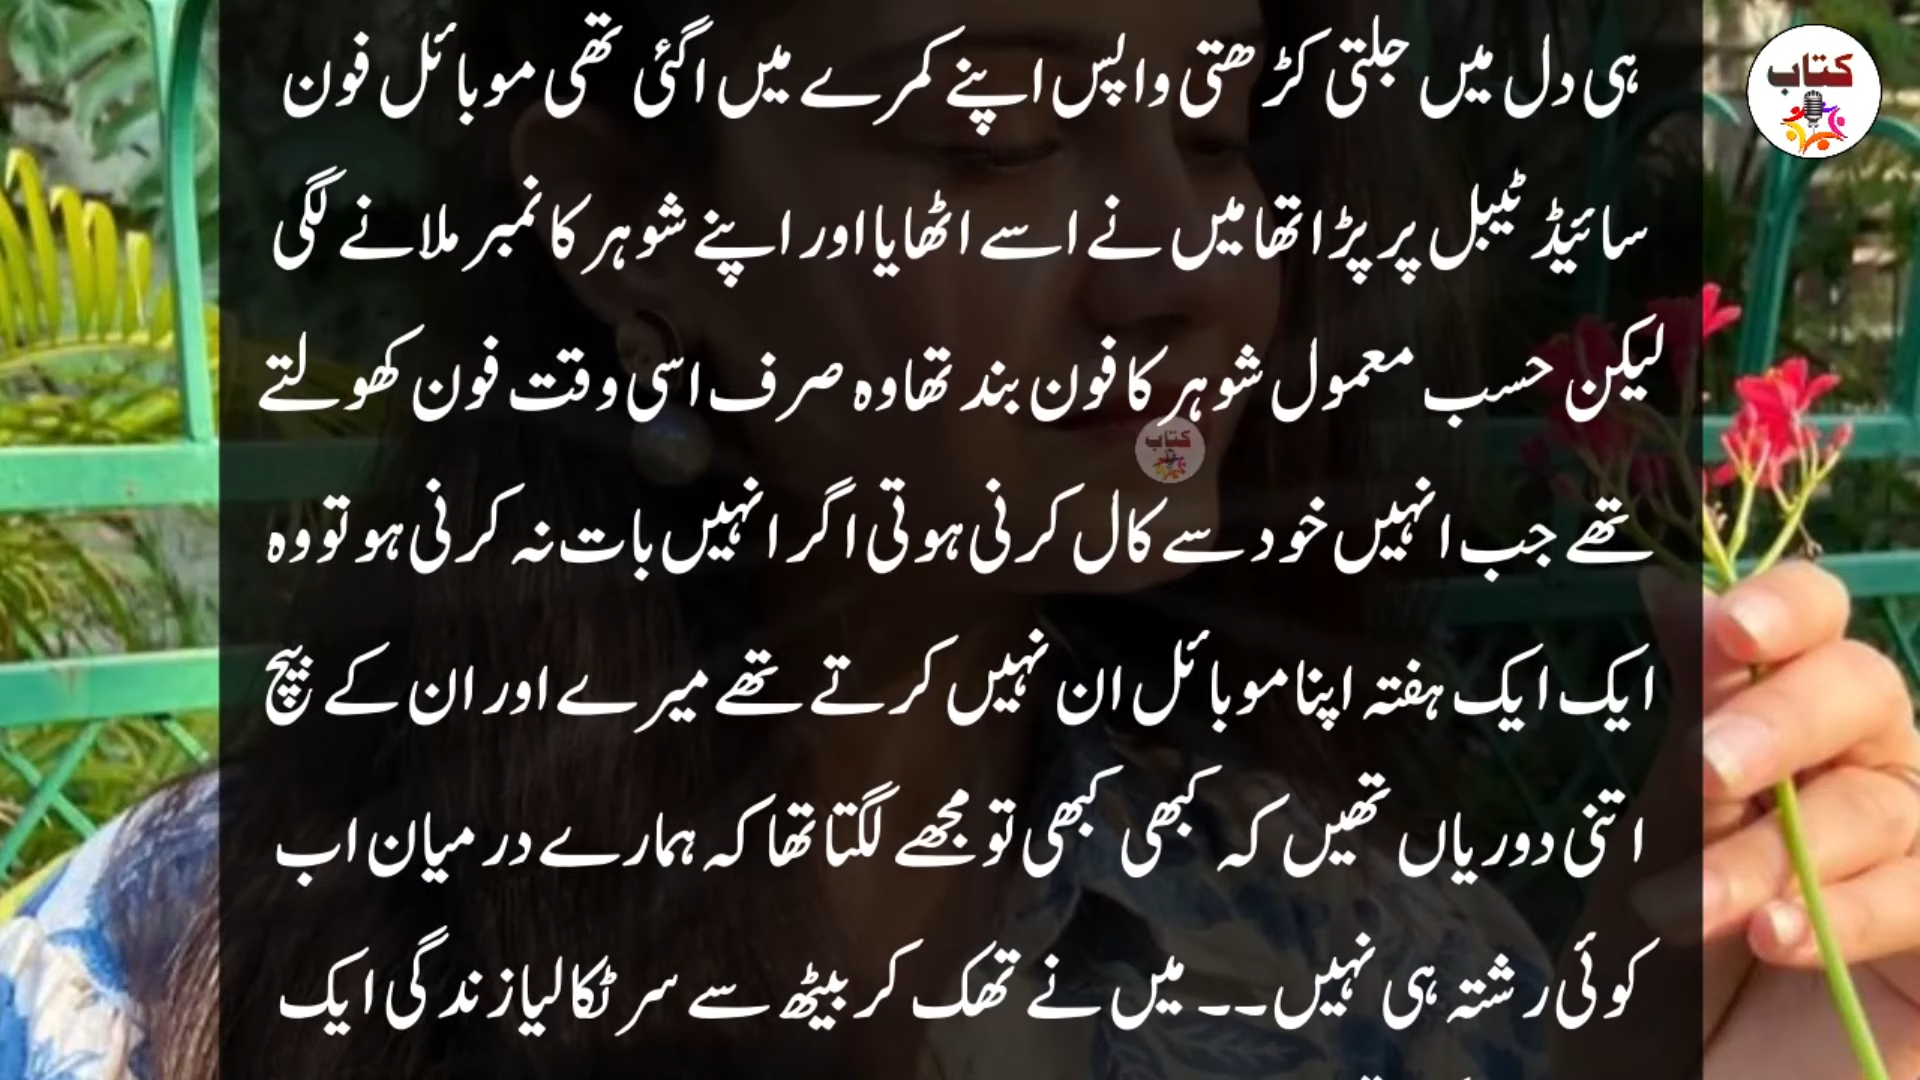 کتاب
ہی دل میں جلتی کڑھتی واپس اپنے کمرے میں اگئی تھی موبائل فون
سائیڈ ٹیبل پر پڑا تھا میں نے اسے اٹھایا اور اپنے شوہر کا نمبر ملانے لگی
لیکن حسب معمول شوہر کا فون بند تھا وہ صرف اسی وقت فون کھولتے
کتاب
تھے جب انہیں خود سے کال کرنی ہوتی اگر انہیں بات نہ کرنی ہو تو وہ
ایک ایک ہفتہ اپنا موبائل ان نہیں کرتے تھے میرے اور ان کے بیچ
اتنی دوریاں تھیں کہ کبھی کبھی تو مجھے لگتا تھا کہ ہمارے درمیان اب
کوئی رشتہ ہی نہیں۔۔ میں نے تھک کر بیٹھ سے سر ٹکا لیا زندگی ایک